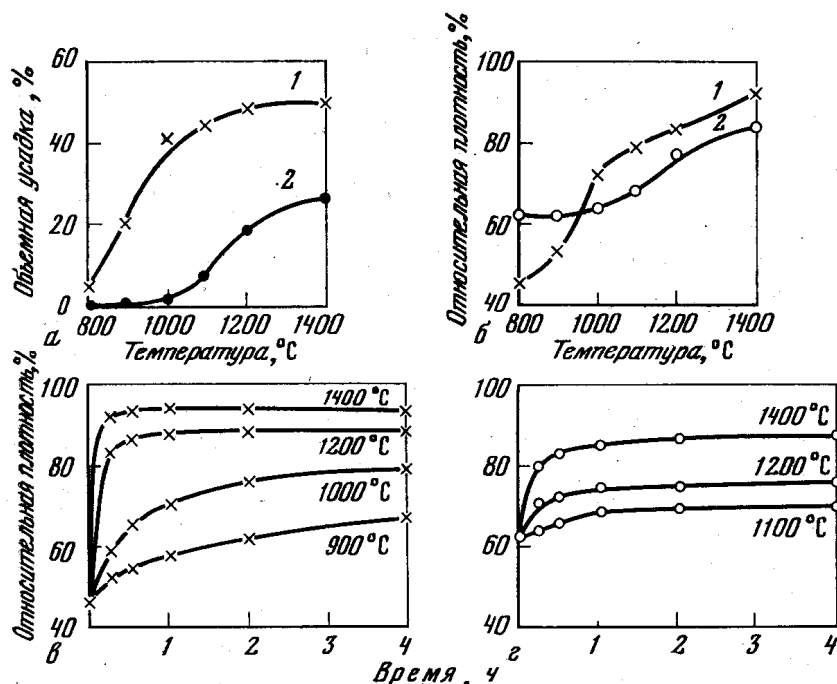 Объемная усадка, %
60
40
20
0
1
2
800 1000 1200 1400
а
Температура,°С
Относительная плотность,%
100
80
60
40
1
2
800 1000 1200 1400
б
Температура,°С
Относительная плотность,%
100
80
60
40
1400°С
1200°С
1000°С
900°С
в
1 2 3 4
100
80
60
40
1400°С
1200°С
1100°С
г
1 2 3 4
Время, ч